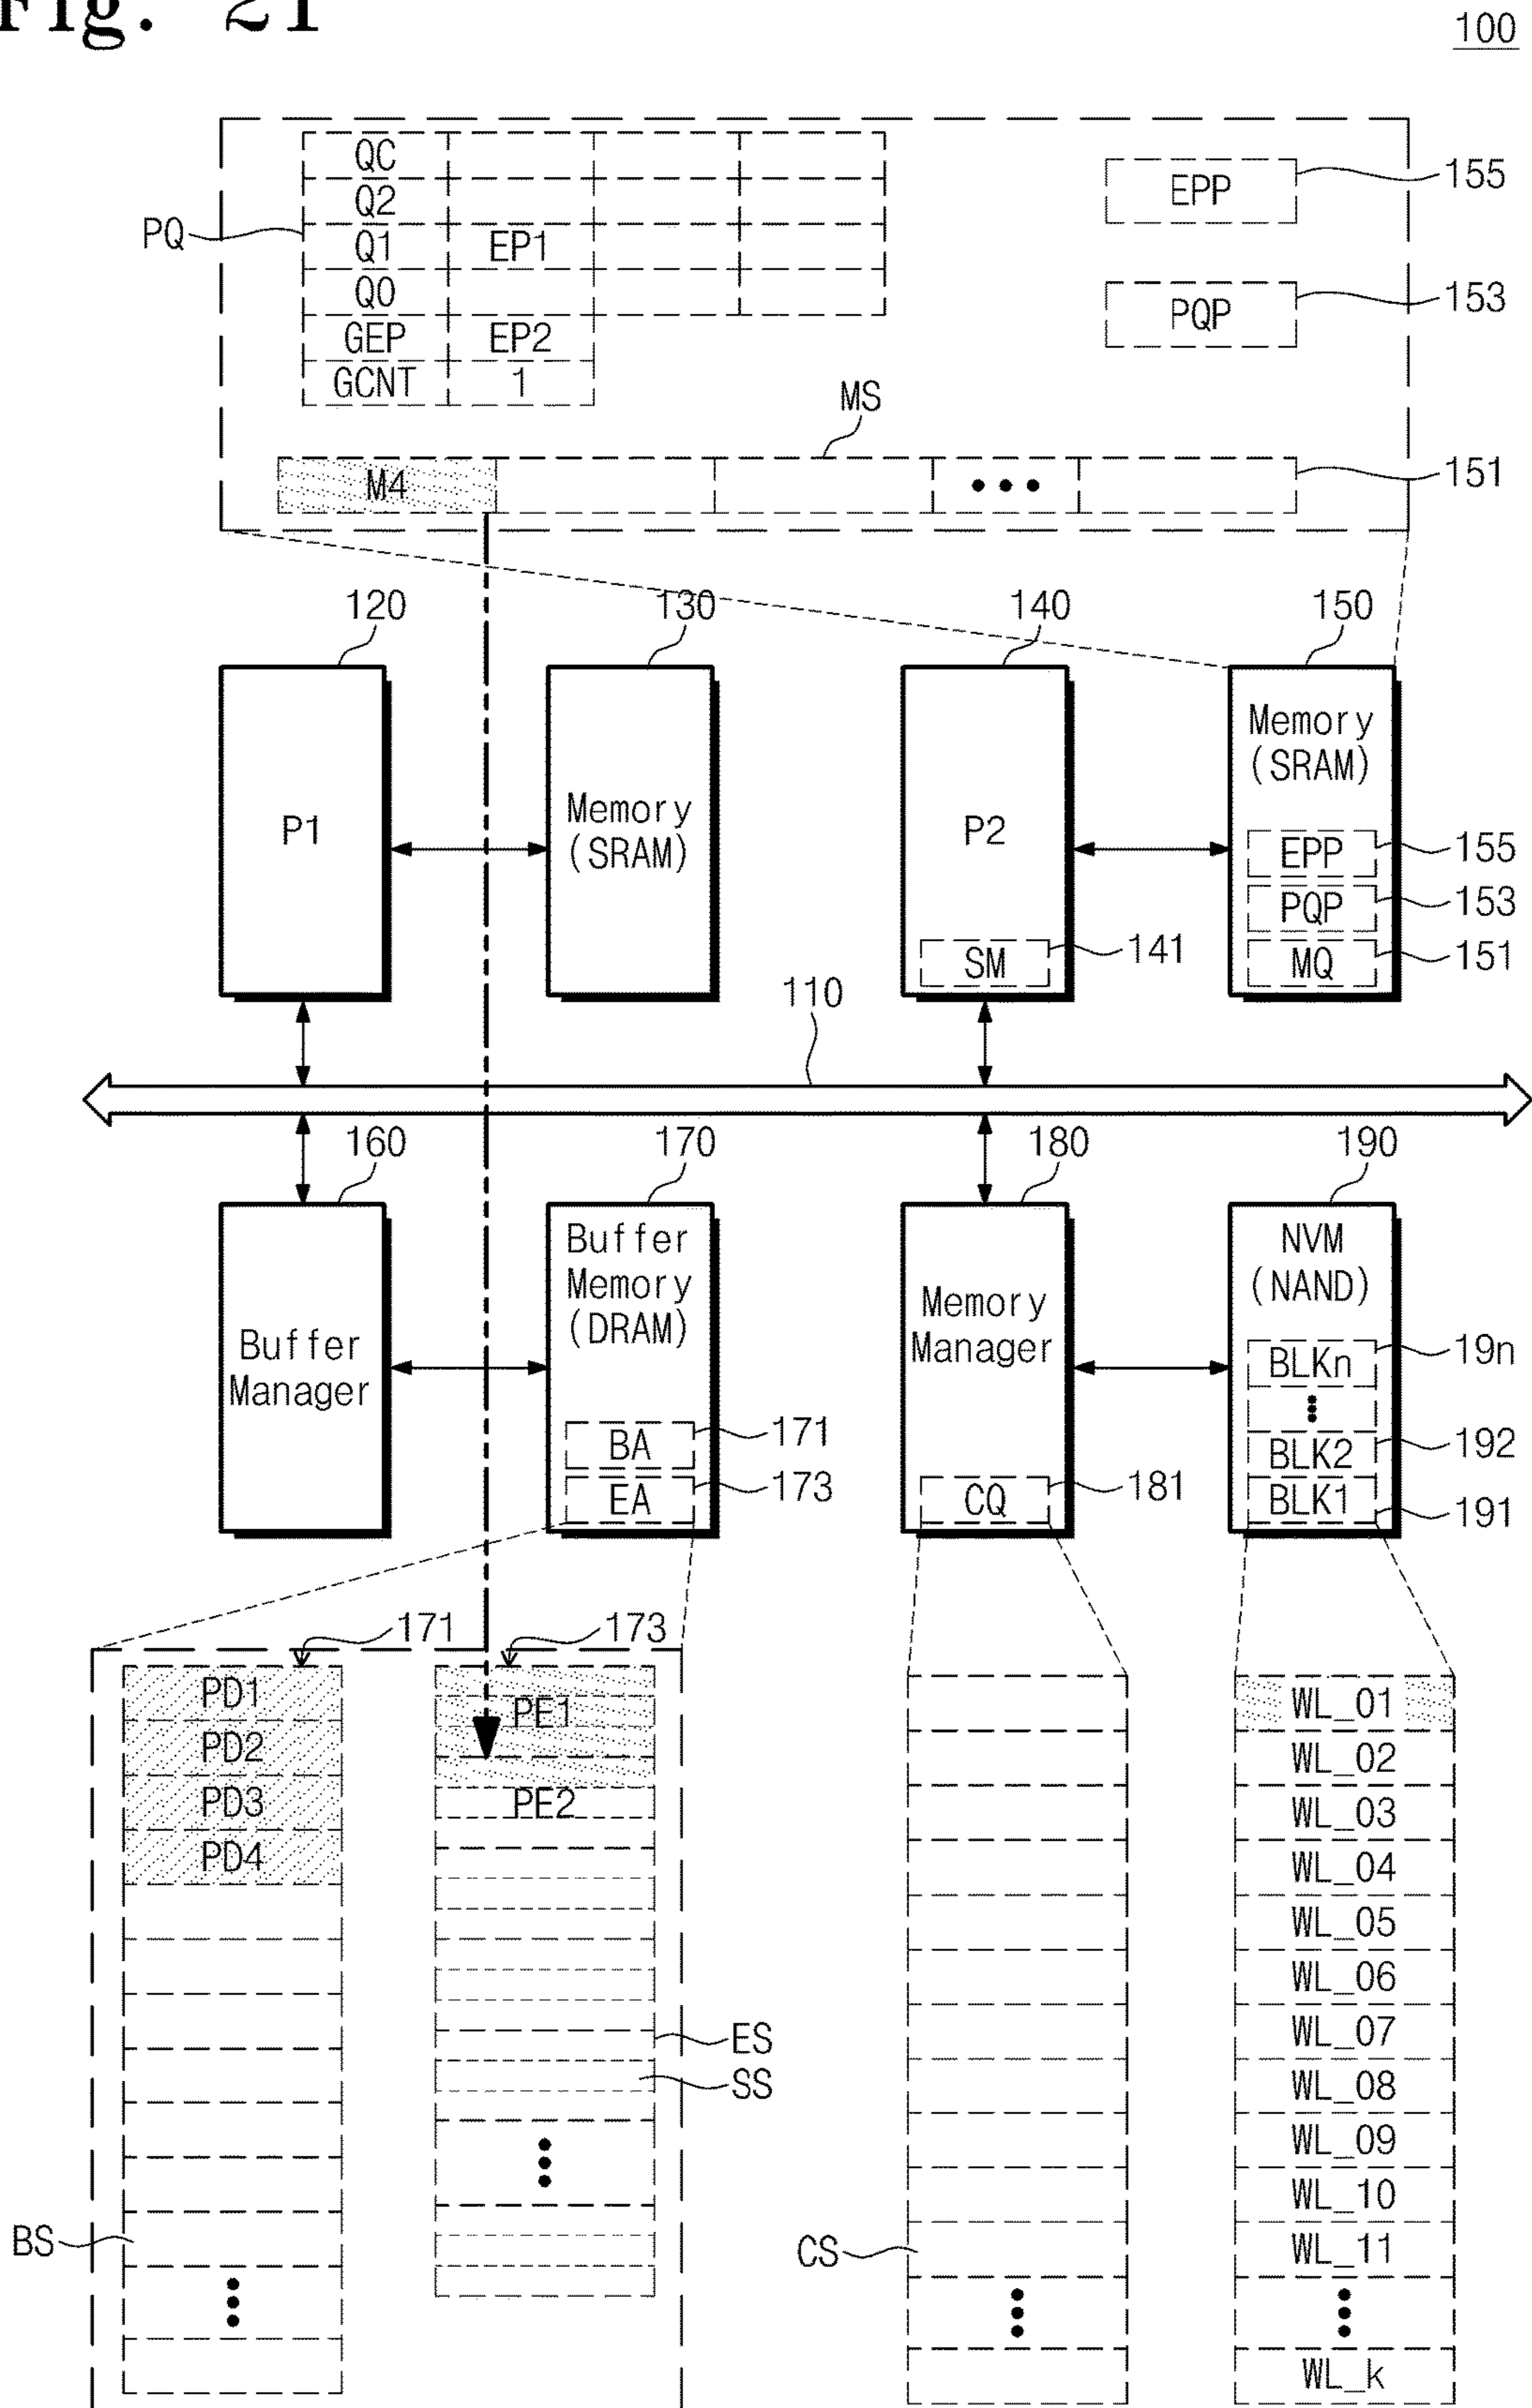 Fig. 21
100
QC
Q2
PQ
Q1 EP1
Q0
GEP EP2
GCNT 1
EPP 155
PQP 153
MS
M4 ••• 151
120 130 140 150
P1
Memory
(SRAM)
P2
SM 141
Memory
(SRAM)
EPP 155
PQP 153
MQ 151
110
160 170 180 190
Buffer
Manager
Buffer
Memory
(DRAM)
BA 171
EA 173
Memory
Manager
CQ 181
NVM
(NAND)
BLKn 19n
BLK2 192
BLK1 191
171 173
PD1
PD2
PD3
PD4
BS
PE1
PE2
ES
SS
CS
WL_01
WL_02
WL_03
WL_04
WL_05
WL_06
WL_07
WL_08
WL_09
WL_10
WL_11
WL_k